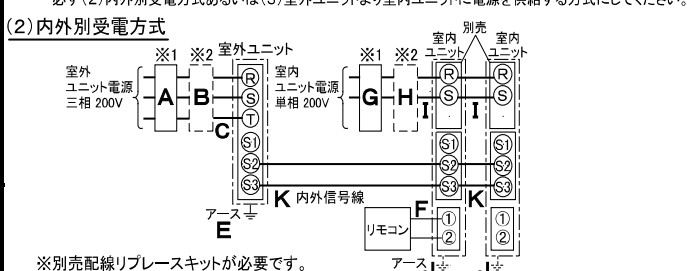 必ず(2)内外別受電方式あるいは(3)室外ユニットより室内ユニットに電源を供給する方式にしてください。
(2)内外別受電方式
別売
※1 ※2 室外ユニット
※1 ※2 室内ユニット 室内ユニット
室外
ユニット電源
三相 200V
A B C
R
S
T
S1
S2
S3
室内
ユニット電源
単相 200V
G H I I
R
S
S1
S2
S3
R
S
S1
S2
S3
K 内外信号線
K
アース
E
リモコン
F
①
②
①
②
アース
※別売配線リプレースキットが必要です。